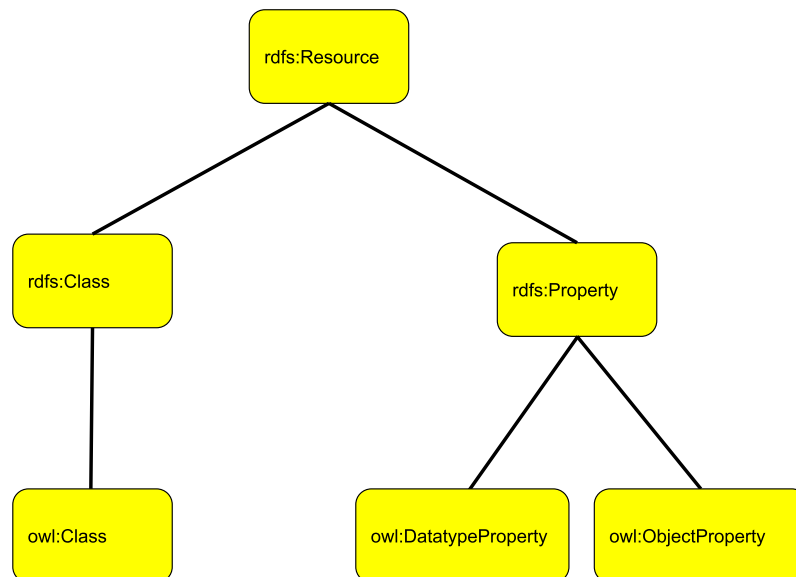 rdfs:Resource
rdfs:Class
rdfs:Property
owl:Class
owl:DatatypeProperty
owl:ObjectProperty